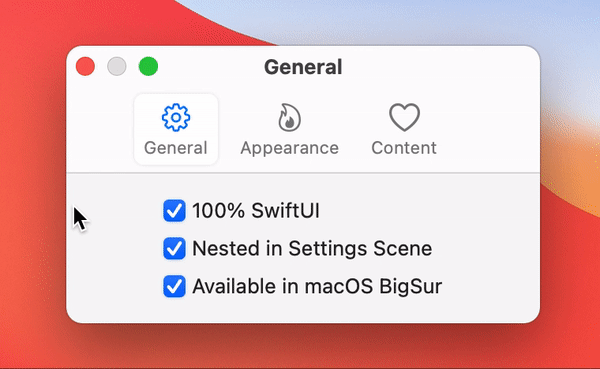 General
General Appearance Content
100% SwiftUI
Nested in Settings Scene
Available in macOS BigSur